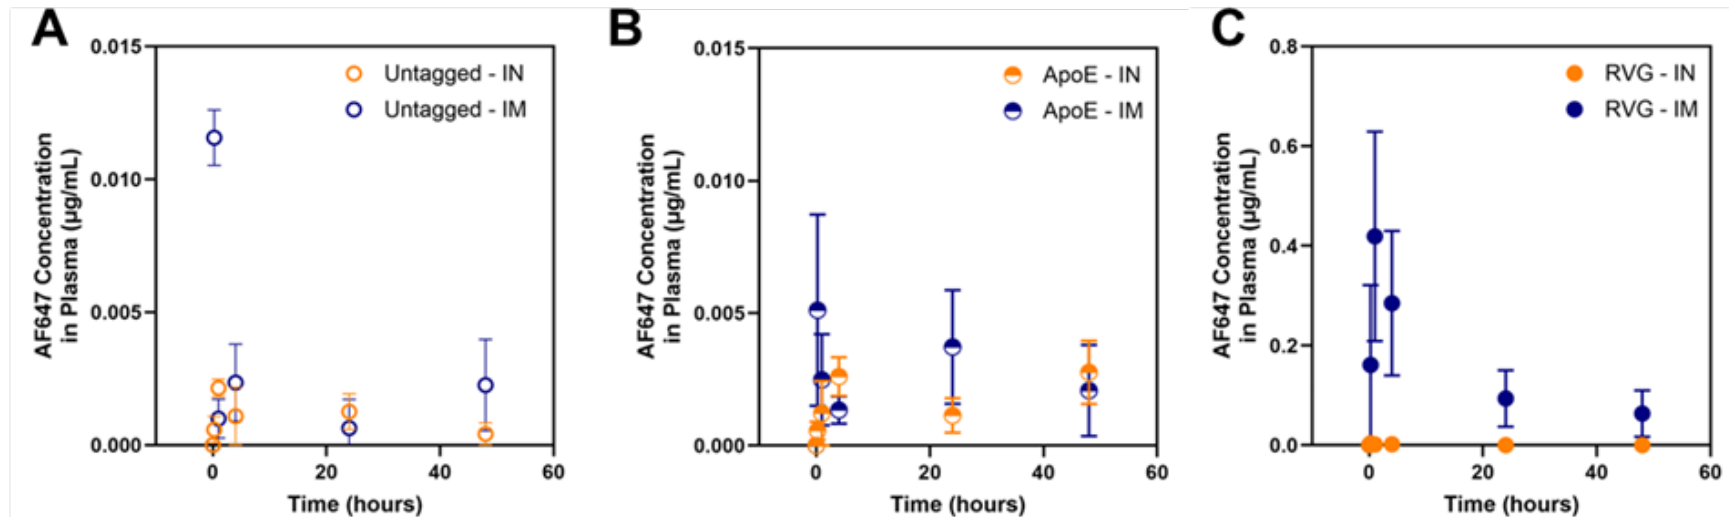 A
0.015
0.010
0.005
0.000
AF647 Concentration
in Plasma (µg/mL)
Untagged - IN
Untagged - IM
0
20
40
60
Time (hours)
B
0.015
0.010
0.005
0.000
AF647 Concentration
in Plasma (µg/mL)
ApoE - IN
ApoE - IM
0
20
40
60
Time (hours)
C
0.8
0.6
0.4
0.2
0.0
AF647 Concentration
in Plasma (µg/mL)
RVG - IN
RVG - IM
0
20
40
60
Time (hours)